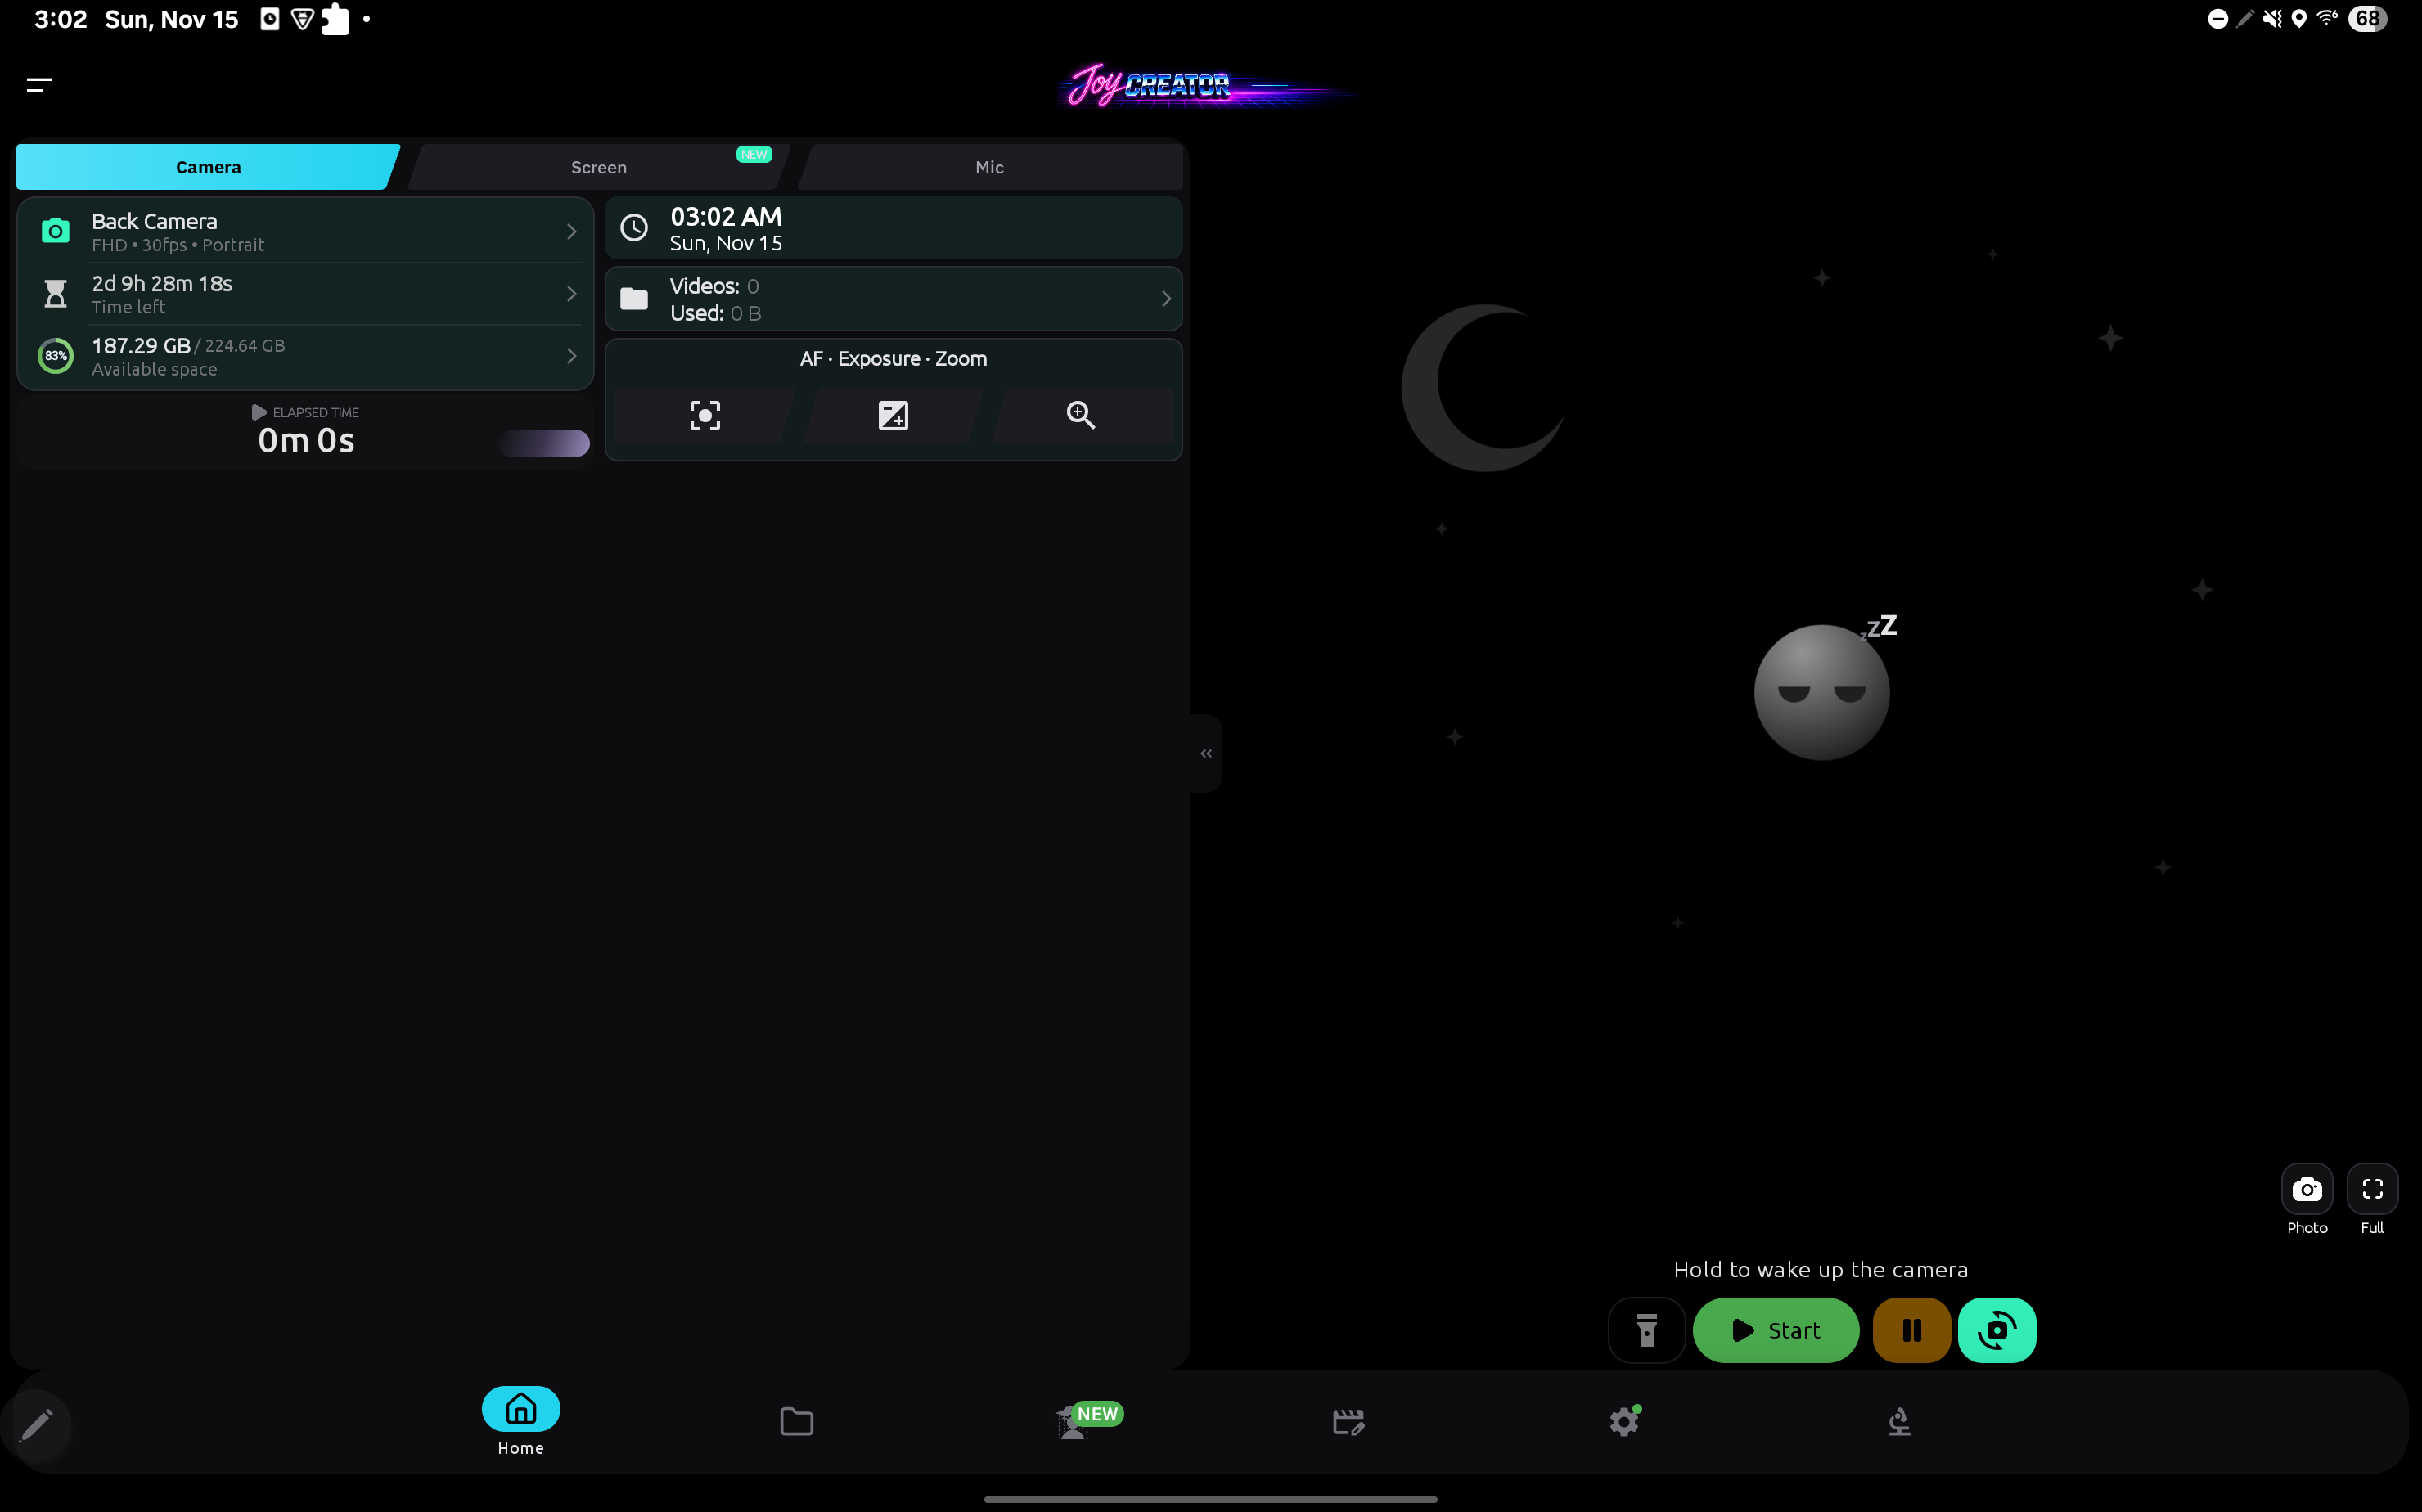 3:02 Sun, Nov 15
68
Joy CREATOR
Camera
Screen
NEW
Mic
Back Camera
FHD • 30fps • Portrait
2d 9h 28m 18s
Time left
83%
187.29 GB / 224.64 GB
Available space
ELAPSED TIME
0m 0s
03:02 AM
Sun, Nov 15
Videos: 0
Used: 0 B
AF · Exposure · Zoom
zzZ
Photo
Full
Hold to wake up the camera
Start
Home
NEW